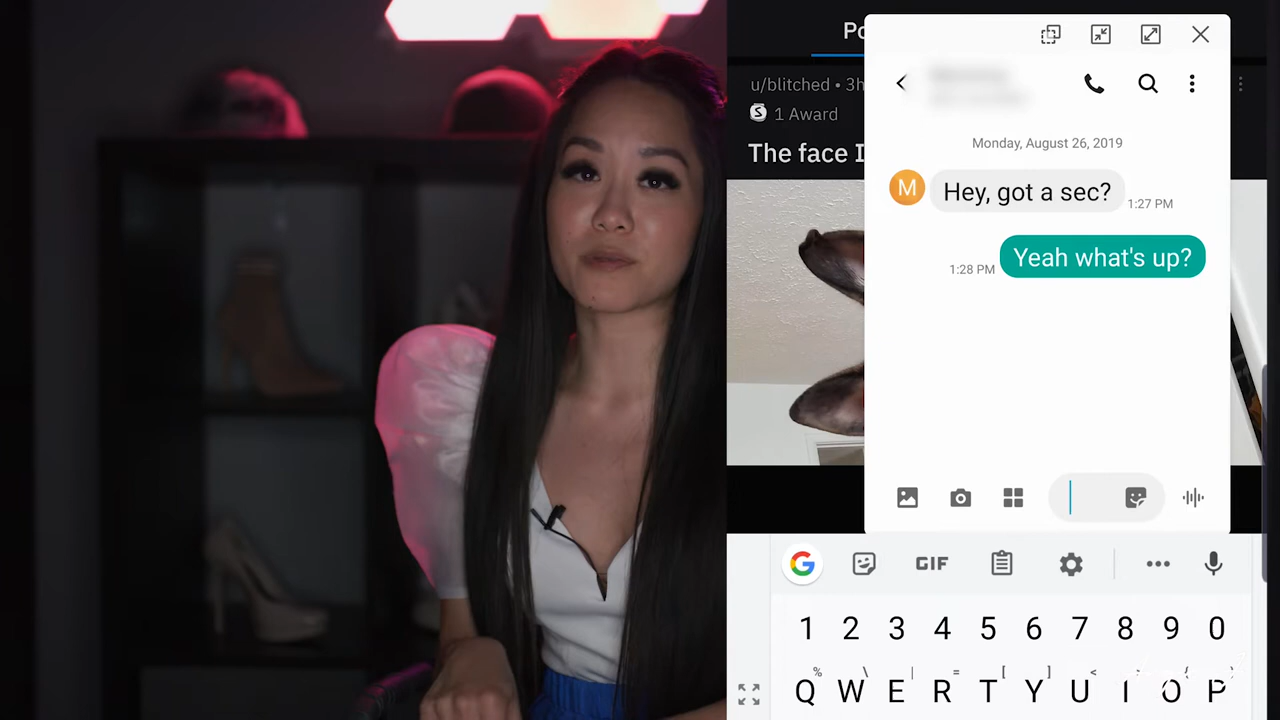 Po
u/blitched • 3h
1 Award
The face I
Monday, August 26, 2019
M
Hey, got a sec?
1:27 PM
Yeah what's up?
1:28 PM
GIF
1 2 3 4 5 6 7 8 9 0
% \ | = [ ] <
Q W E R T Y U I O P